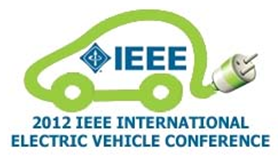 IEEE
2012 IEEE INTERNATIONAL
ELECTRIC VEHICLE CONFERENCE